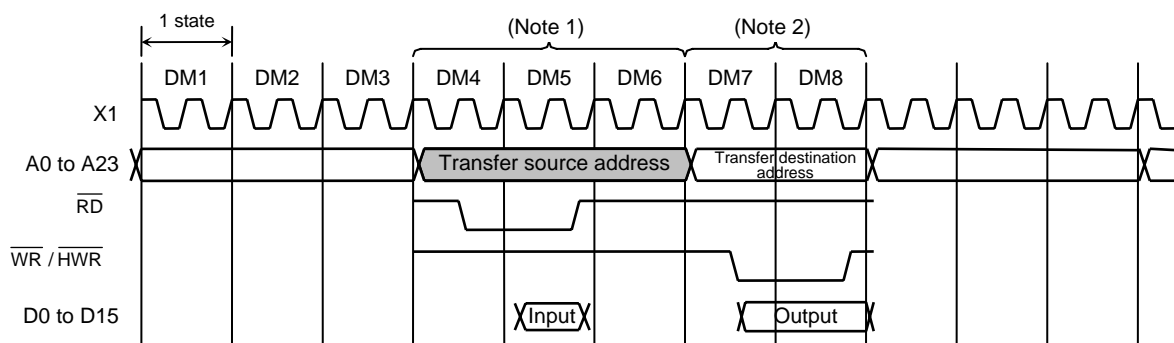 1 state
(Note 1) (Note 2)
DM1 DM2 DM3 DM4 DM5 DM6 DM7 DM8
X1
A0 to A23 Transfer source address Transfer destination
address
RD
WR / HWR
D0 to D15 Input Output